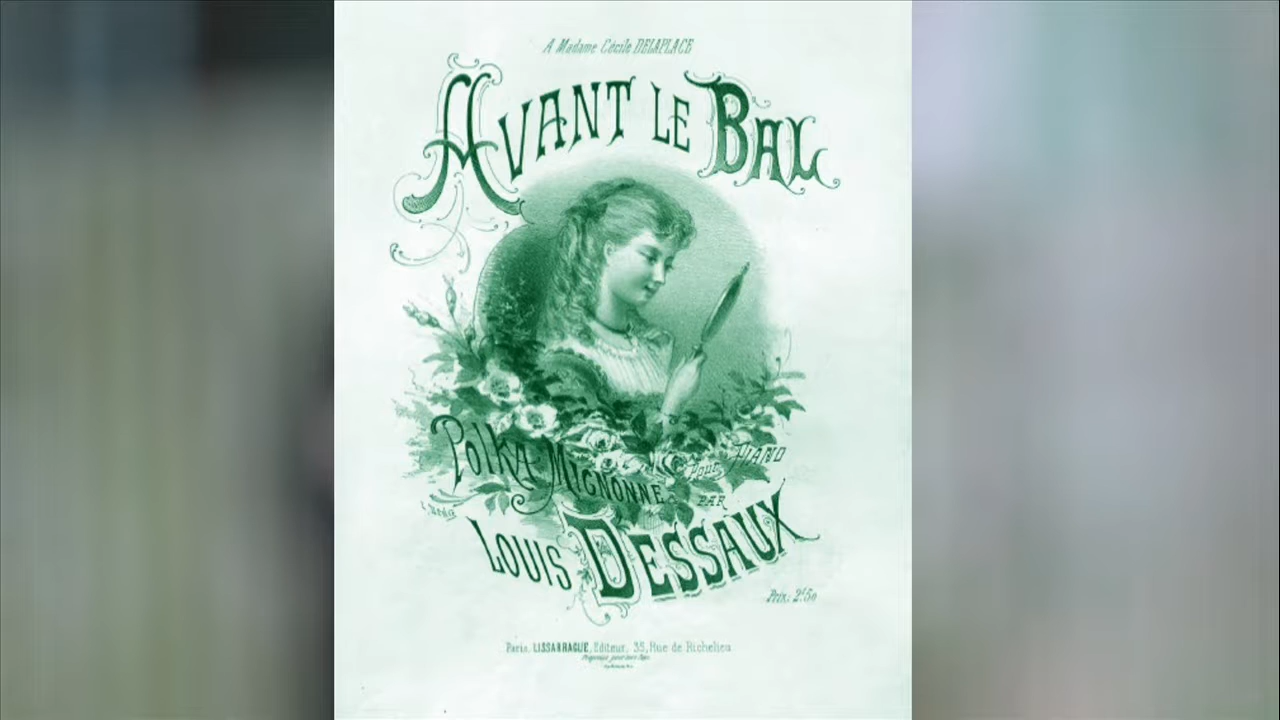 A Madame Cécile DELAPLACE
AVANT LE BAL
POLKA MIGNONNE POUR PIANO
PAR
LOUIS DESSAUX
Prix: 2f.50
Paris, LISSARRAGUE, Editeur, 35, Rue de Richelieu